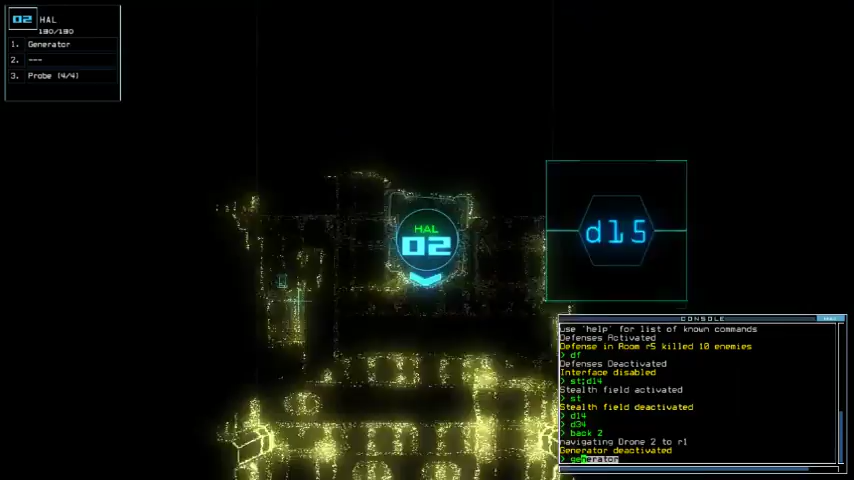 02 HAL
180/180
1. Generator
2. ---
3. Probe (4/4)
HAL
02
d15
CONSOLE
use 'help' for list of known commands
Defenses Activated
Defense in Room r5 killed 10 enemies
> df
Defenses Deactivated
Interface disabled
> st;d14
Stealth field activated
> st
Stealth field deactivated
> d14
> d34
> back 2
navigating Drone 2 to r1
Generator deactivated
> generator